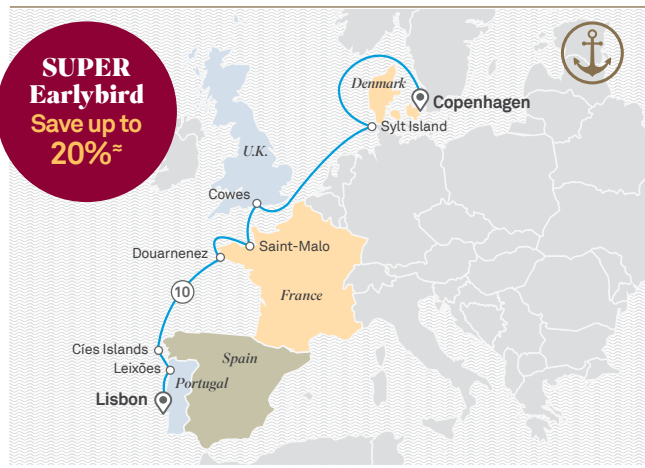 SUPER
Earlybird
Save up to
20%≈
Denmark
Copenhagen
Sylt Island
U.K.
Cowes
Saint-Malo
Douarnenez
10
France
Cíes Islands
Spain
Leixões
Portugal
Lisbon